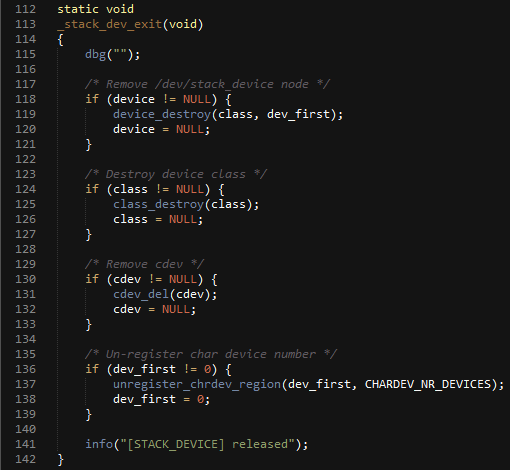 112 static void
113 _stack_dev_exit(void)
114 {
115     dbg("");
116
117     /* Remove /dev/stack_device node */
118     if (device != NULL) {
119         device_destroy(class, dev_first);
120         device = NULL;
121     }
122
123     /* Destroy device class */
124     if (class != NULL) {
125         class_destroy(class);
126         class = NULL;
127     }
128
129     /* Remove cdev */
130     if (cdev != NULL) {
131         cdev_del(cdev);
132         cdev = NULL;
133     }
134
135     /* Un-register char device number */
136     if (dev_first != 0) {
137         unregister_chrdev_region(dev_first, CHARDEV_NR_DEVICES);
138         dev_first = 0;
139     }
140
141     info("[STACK_DEVICE] released");
142 }